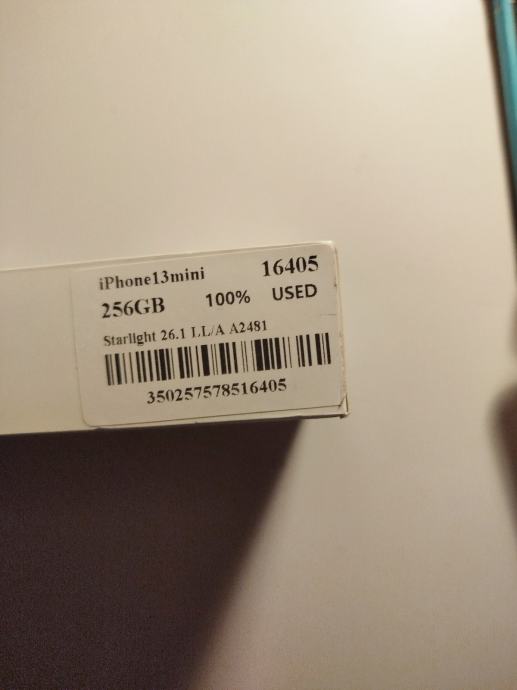 iPhone13mini 16405
256GB 100% USED
Starlight 26.1 LL/A A2481
350257578516405